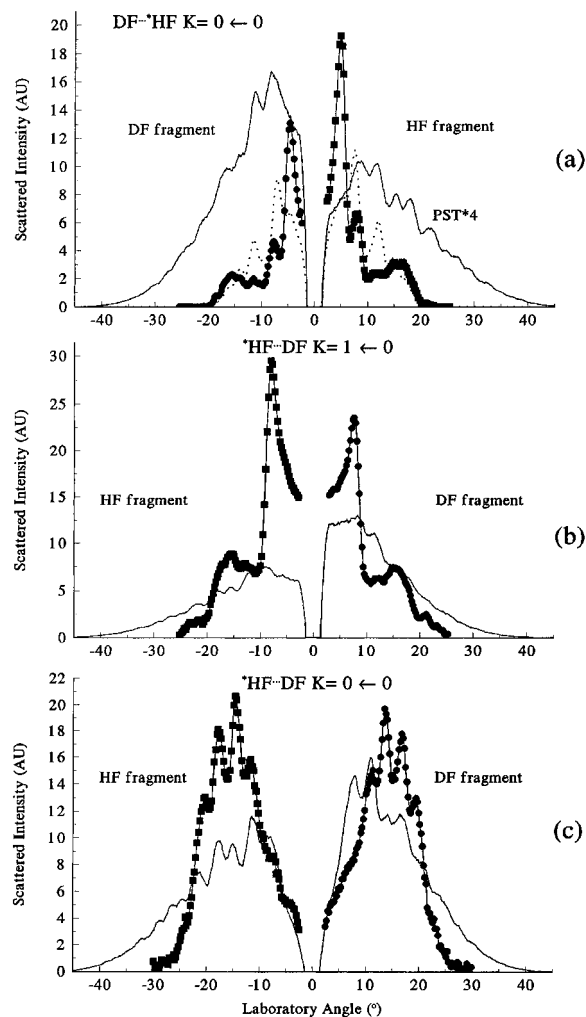 DF--*HF K= 0 ← 0
Scattered Intensity (AU)
20
18
16
14
12
10
8
6
4
2
0
DF fragment
HF fragment
PST*4
(a)
-40 -30 -20 -10 0 10 20 30 40
*HF···DF K= 1 ← 0
Scattered Intensity (AU)
30
25
20
15
10
5
0
HF fragment
DF fragment
(b)
-40 -30 -20 -10 0 10 20 30 40
*HF···DF K= 0 ← 0
Scattered Intensity (AU)
22
20
18
16
14
12
10
8
6
4
2
0
HF fragment
DF fragment
(c)
-40 -30 -20 -10 0 10 20 30 40
Laboratory Angle (°)